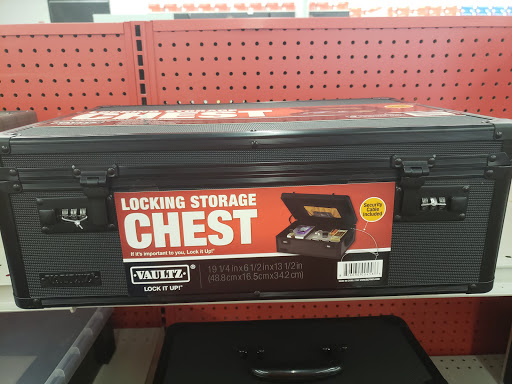 CHEST
LOCKING STORAGE
CHEST
If it's important to you, Lock it Up!®
VAULTZ®
LOCK IT UP!®
19 1/4 in x 6 1/2 in x 13 1/2 in
(48.8cm x 16.5cm x 34.2 cm)
Security
Cable
Included